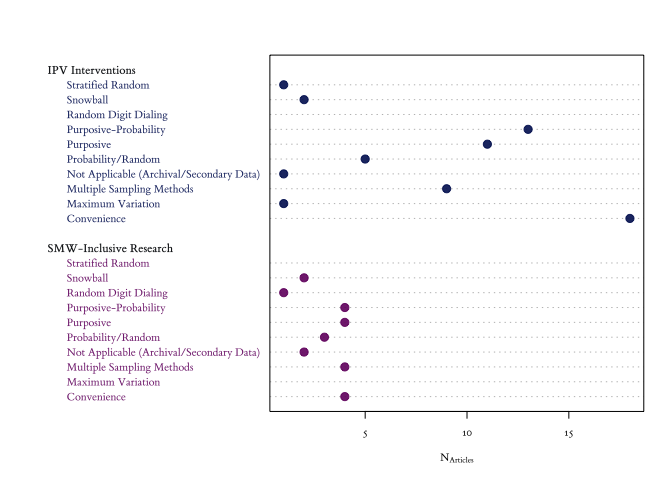 IPV Interventions
Stratified Random
Snowball
Random Digit Dialing
Purposive-Probability
Purposive
Probability/Random
Not Applicable (Archival/Secondary Data)
Multiple Sampling Methods
Maximum Variation
Convenience
SMW-Inclusive Research
Stratified Random
Snowball
Random Digit Dialing
Purposive-Probability
Purposive
Probability/Random
Not Applicable (Archival/Secondary Data)
Multiple Sampling Methods
Maximum Variation
Convenience
5 10 15
NArticles